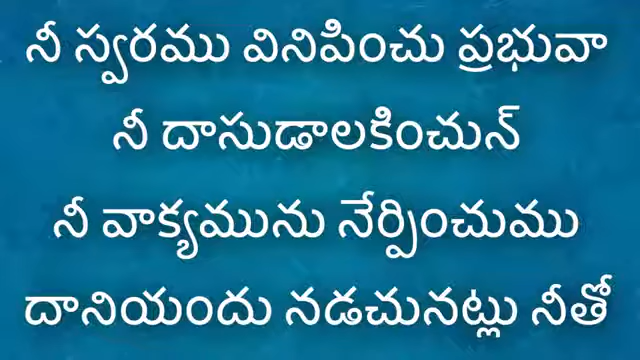 నీ స్వరము వినిపించు ప్రభువా
నీ దాసుడాలకించున్
నీ వాక్యమును నేర్పించుము
దానియందు నడచునట్లు నీతో